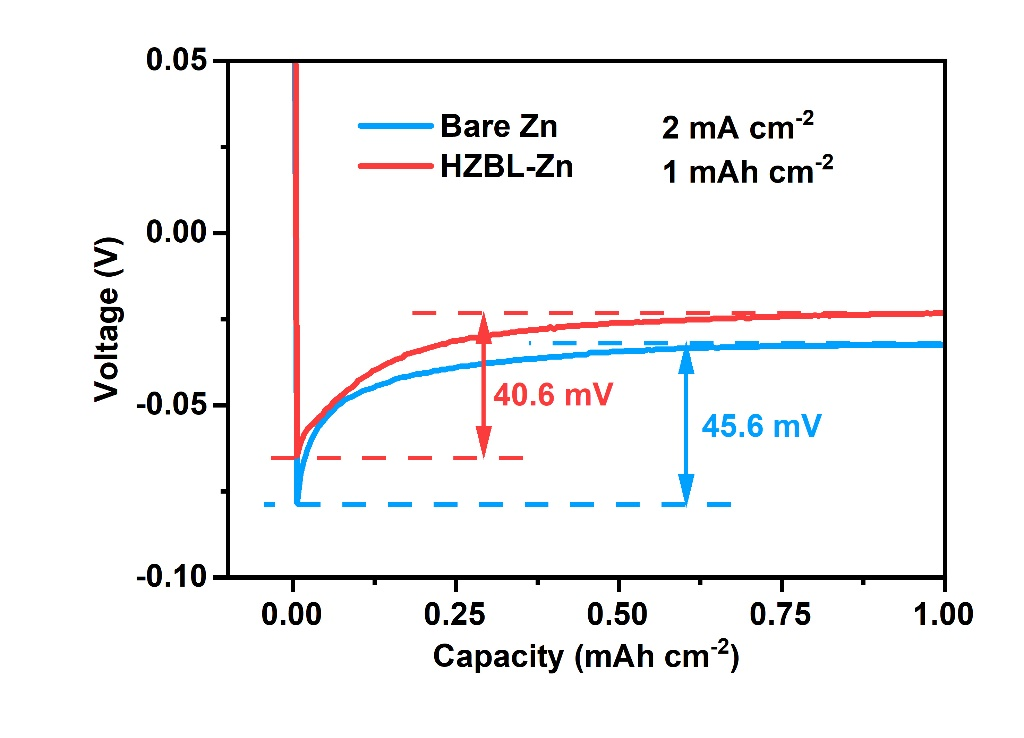 0.05
0.00
-0.05
-0.10
Voltage (V)
Bare Zn
HZBL-Zn
2 mA cm⁻²
1 mAh cm⁻²
40.6 mV
45.6 mV
0.00 0.25 0.50 0.75 1.00
Capacity (mAh cm⁻²)